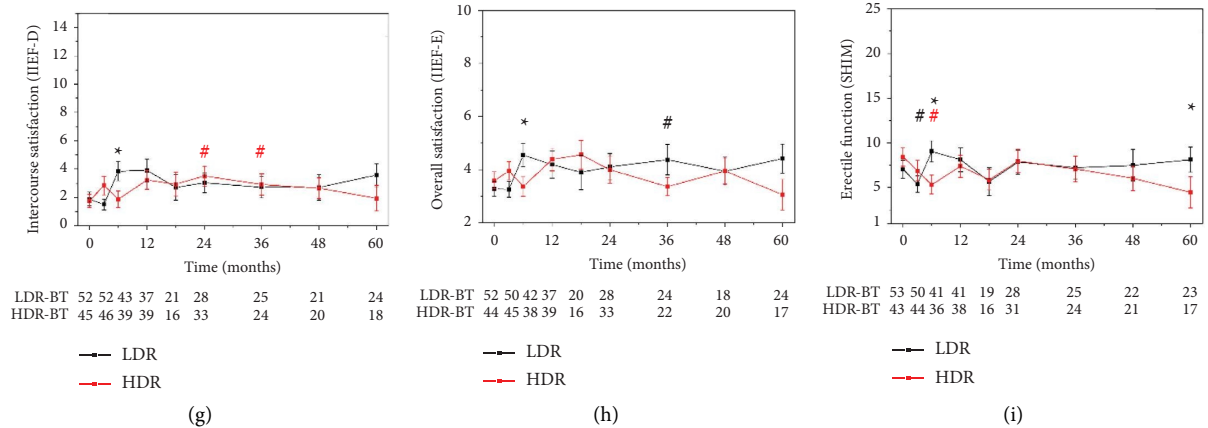 Intercourse satisfaction (IIEF-D)
14
12
10
8
6
4
2
0
* # #
0 12 24 36 48 60
Time (months)
LDR-BT 52 52 43 37 21 28 25 21 24
HDR-BT 45 46 39 39 16 33 24 20 18
LDR
HDR
(g)
Overall satisfaction (IIEF-E)
10
8
6
4
2
* #
0 12 24 36 48 60
Time (months)
LDR-BT 52 50 42 37 20 28 24 18 24
HDR-BT 44 45 38 39 16 33 22 20 17
LDR
HDR
(h)
Erectile function (SHIM)
25
20
15
10
5
1
* *
# #
0 12 24 36 48 60
Time (months)
LDR-BT 53 50 41 41 19 28 25 22 23
HDR-BT 43 44 36 38 16 31 24 21 17
LDR
HDR
(i)